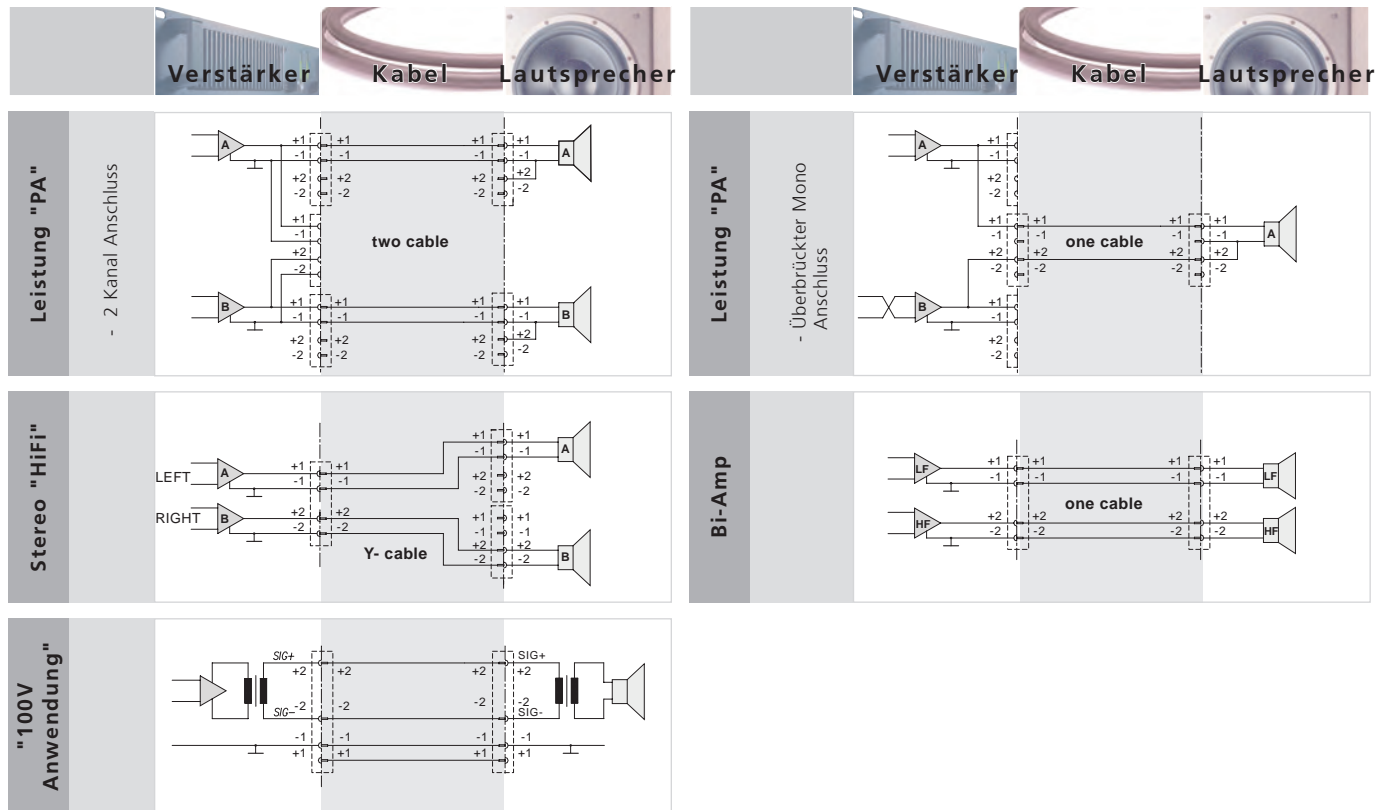 Verstärker Kabel Lautsprecher
Verstärker Kabel Lautsprecher
Leistung "PA"
- 2 Kanal Anschluss
A +1 +1 +1 +1 A
-1 -1 -1 -1
+2 +2 +2 +2
-2 -2 -2 -2
+1
-1
two cable
+2
-2
B +1 +1 +1 +1 B
-1 -1 -1 -1
+2 +2 +2 +2
-2 -2 -2 -2
Leistung "PA"
- Überbrückter Mono
Anschluss
A +1
-1
+2
-2
+1 +1 +1 +1 A
-1 -1 one cable -1 -1
+2 +2 +2 +2
-2 -2 -2 -2
B +1
-1
+2
-2
Stereo "HiFi"
+1 +1 A
-1 -1
LEFT A +1 +1 +2 +2
-1 -1 -2 -2
RIGHT B +2 +2 +1 +1
-2 -2 -1 -1
Y- cable +2 +2 B
-2 -2
Bi-Amp
LF +1 +1 +1 +1 LF
-1 -1 -1 -1
one cable
HF +2 +2 +2 +2 HF
-2 -2 -2 -2
"100V
Anwendung"
SIG+ SIG+
+2 +2 +2 +2
-2 -2 -2 -2
SIG- SIG-
-1 -1 -1 -1
+1 +1 +1 +1